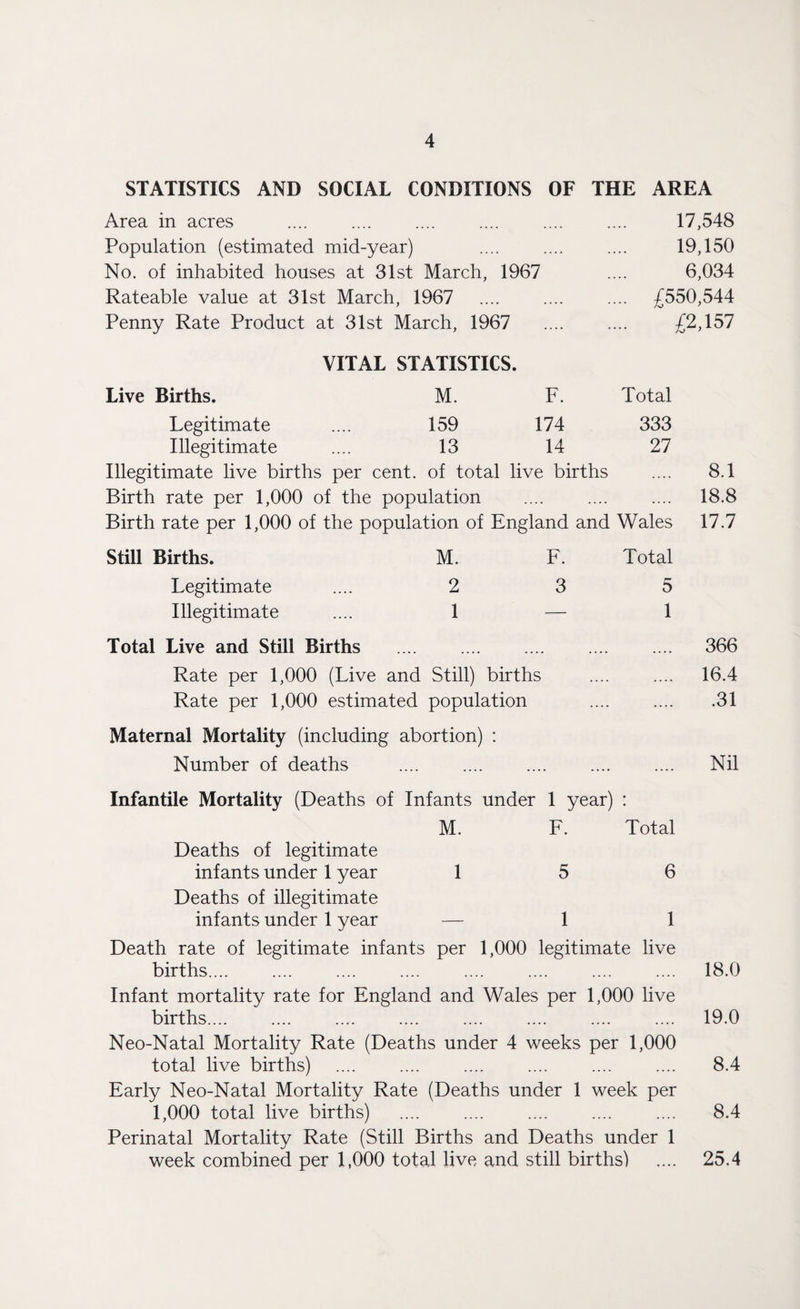 4
STATISTICS AND SOCIAL CONDITIONS OF THE AREA
Area in acres .... .... .... .... .... .... 17,548
Population (estimated mid-year) .... .... .... 19,150
No. of inhabited houses at 31st March, 1967 .... 6,034
Rateable value at 31st March, 1967 .... .... .... £550,544
Penny Rate Product at 31st March, 1967 .... .... £2,157
VITAL STATISTICS.
Live Births. M. F. Total
Legitimate .... 159 174 333
Illegitimate .... 13 14 27
Illegitimate live births per cent. of total live births .... 8.1
Birth rate per 1,000 of the population .... .... .... 18.8
Birth rate per 1,000 of the population of England and Wales 17.7
Still Births. M. F. Total
Legitimate .... 2 3 5
Illegitimate .... 1 — 1
Total Live and Still Births .... .... .... .... .... 366
Rate per 1,000 (Live and Still) births .... .... 16.4
Rate per 1,000 estimated population .... .... .31
Maternal Mortality (including abortion) :
Number of deaths .... .... .... .... .... Nil
Infantile Mortality (Deaths of Infants under 1 year) :
M. F. Total
Deaths of legitimate
infants under 1 year 1 5 6
Deaths of illegitimate
infants under 1 year — 1 1
Death rate of legitimate infants per 1,000 legitimate live
births.... .... .... .... .... .... .... .... 18.0
Infant mortality rate for England and Wales per 1,000 live
births.... .... .... .... .... .... .... .... 19.0
Neo-Natal Mortality Rate (Deaths under 4 weeks per 1,000
total live births) .... .... .... .... .... .... 8.4
Early Neo-Natal Mortality Rate (Deaths under 1 week per
1,000 total live births) .... .... .... .... .... 8.4
Perinatal Mortality Rate (Still Births and Deaths under 1
week combined per 1,000 total live and still births) .... 25.4